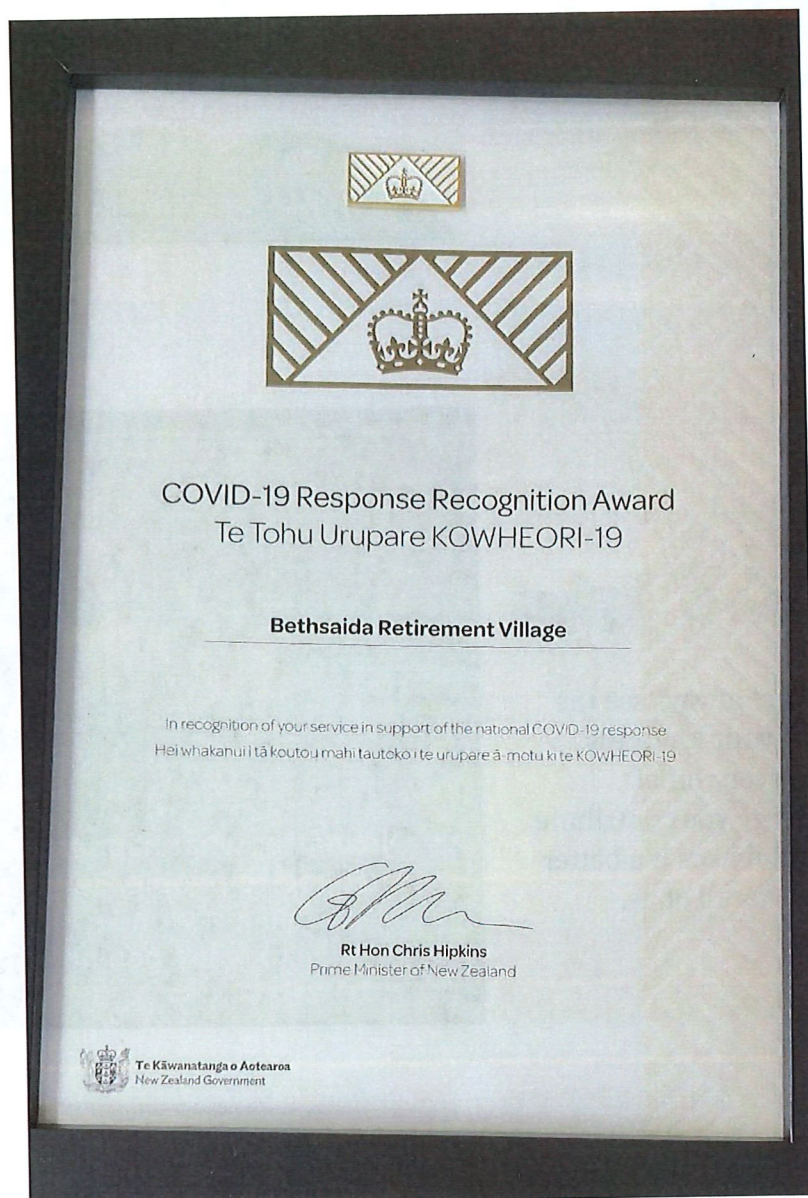 COVID-19 Response Recognition Award
Te Tohu Urupare KOWHEORI-19
Bethsaida Retirement Village
In recognition of your service in support of the national COVID-19 response
Hei whakanui i tā koutou mahi tautoko i te urupare ā-motu ki te KOWHEORI-19
Rt Hon Chris Hipkins
Prime Minister of New Zealand
Te Kāwanatanga o Aotearoa
New Zealand Government